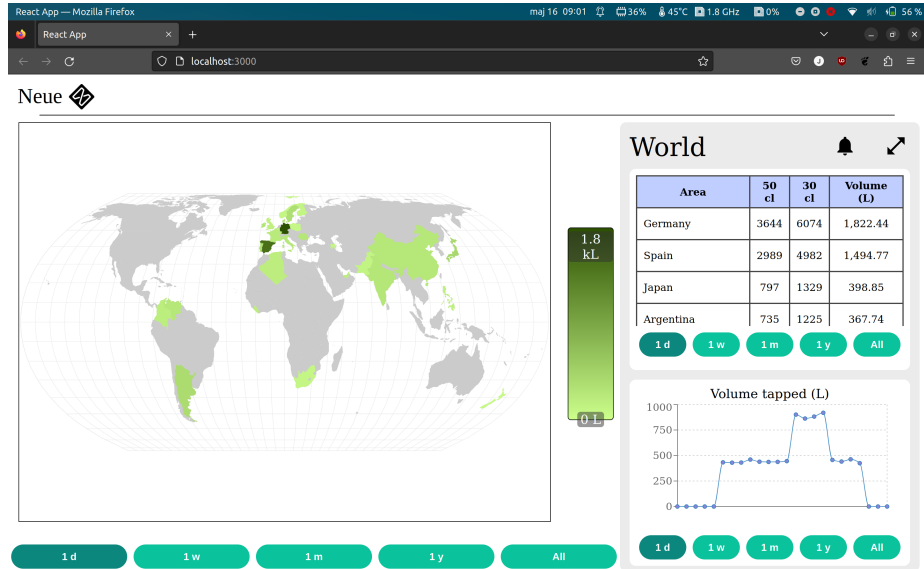 React App — Mozilla Firefox
maj 16 09:01
36%
45°C
1.8 GHz
0%
56 %
React App
localhost:3000
Neue
World
Area 50 cl 30 cl Volume (L)
Germany 3644 6074 1,822.44
Spain 2989 4982 1,494.77
Japan 797 1329 398.85
Argentina 735 1225 367.74
1 d 1 w 1 m 1 y All
1.8 kL
0 L
Volume tapped (L)
1000
750
500
250
0
1 d 1 w 1 m 1 y All
1 d 1 w 1 m 1 y All